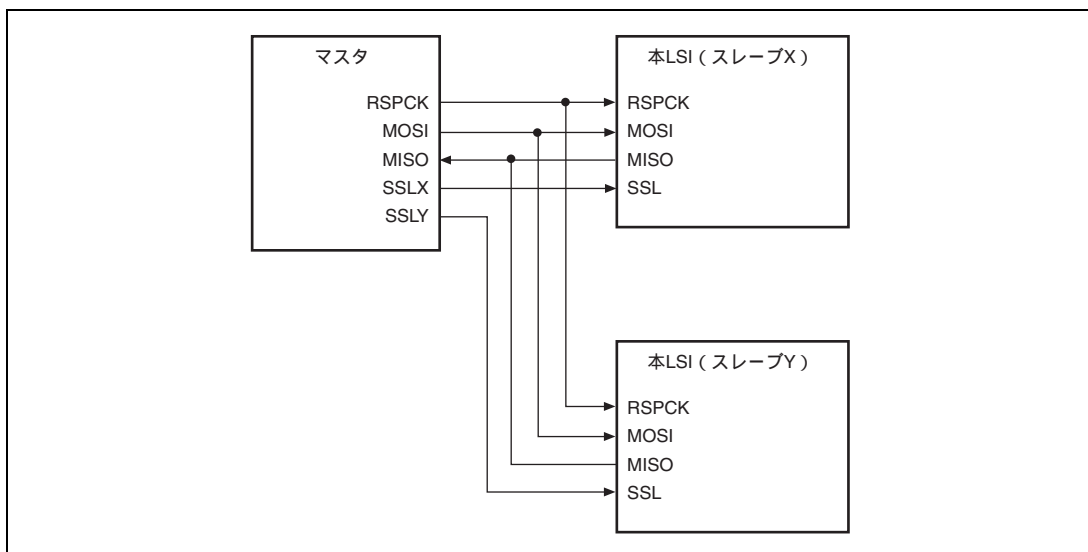 マスタ
RSPCK
MOSI
MISO
SSLX
SSLY
本LSI（スレーブX）
RSPCK
MOSI
MISO
SSL
本LSI（スレーブY）
RSPCK
MOSI
MISO
SSL